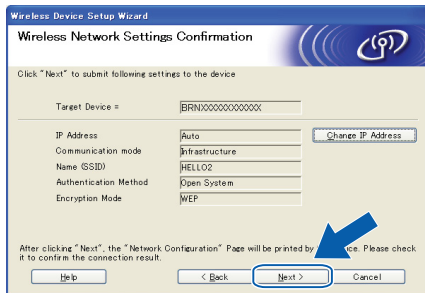 Wireless Device Setup Wizard
Wireless Network Settings Confirmation
Click "Next" to submit following settings to the device
Target Device = BRNXXXXXXXXXXXX
IP Address Auto Change IP Address
Communication mode Infrastructure
Name (SSID) HELLO2
Authentication Method Open System
Encryption Mode WEP
After clicking "Next", the "Network Configuration" Page will be printed by Please check
it to confirm the connection result.
Help < Back Next > Cancel